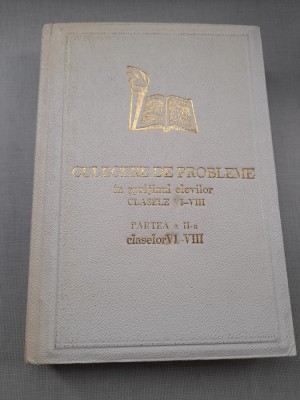 CULEGERE DE PROBLEME
în sprijinul elevilor
CLASELE VI-VIII
PARTEA a II-a
claselor VI-VIII